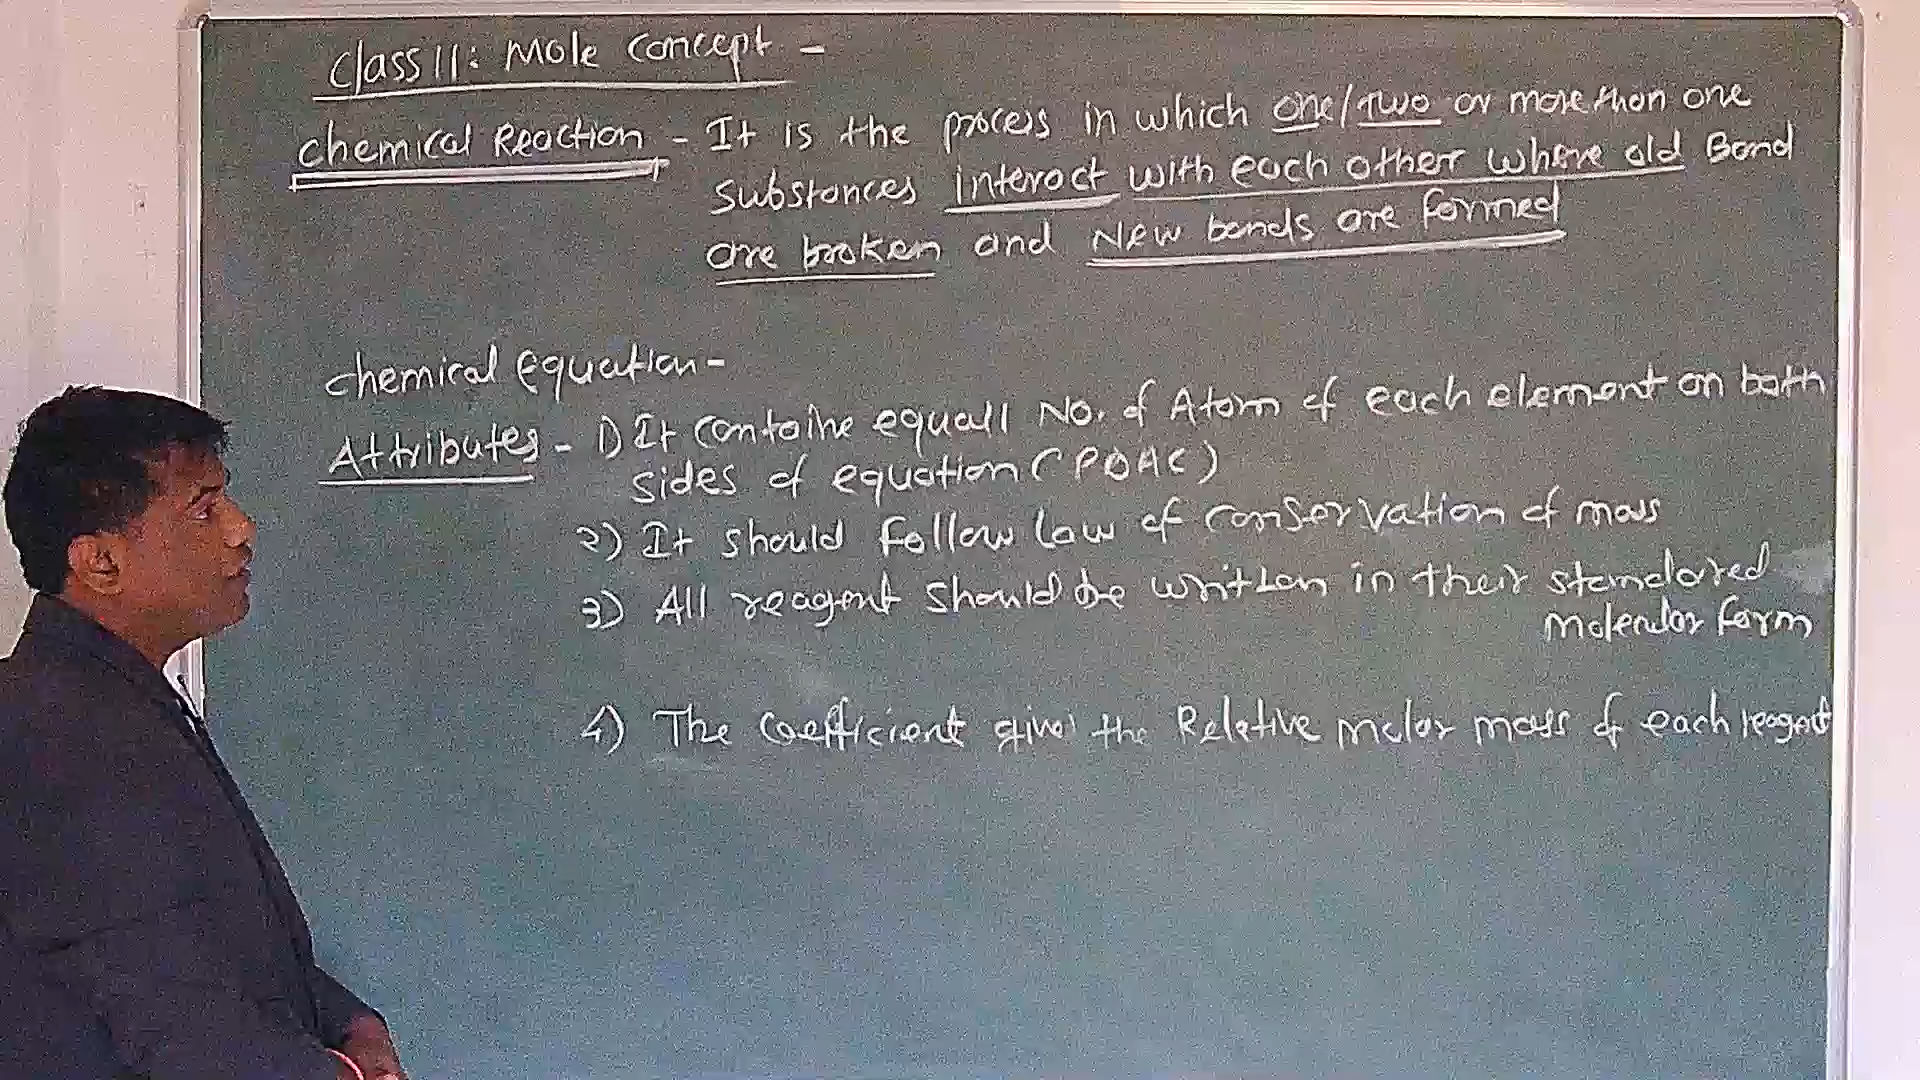 Class 11: Mole Concept -
Chemical Reaction - It is the process in which one/Two or more than one
Substances interact with each otherr where old Bond
are broken and New bonds are formed
Chemical Equation-
Attributes - 1) It Containe equall No. of Atom of each element on both
sides of equation (POAC)
2) It should follow law of conservation of mass
3) All reagent should be written in their standared
molecular form
4) The Coefficient give the Relative molar mass of each reagent